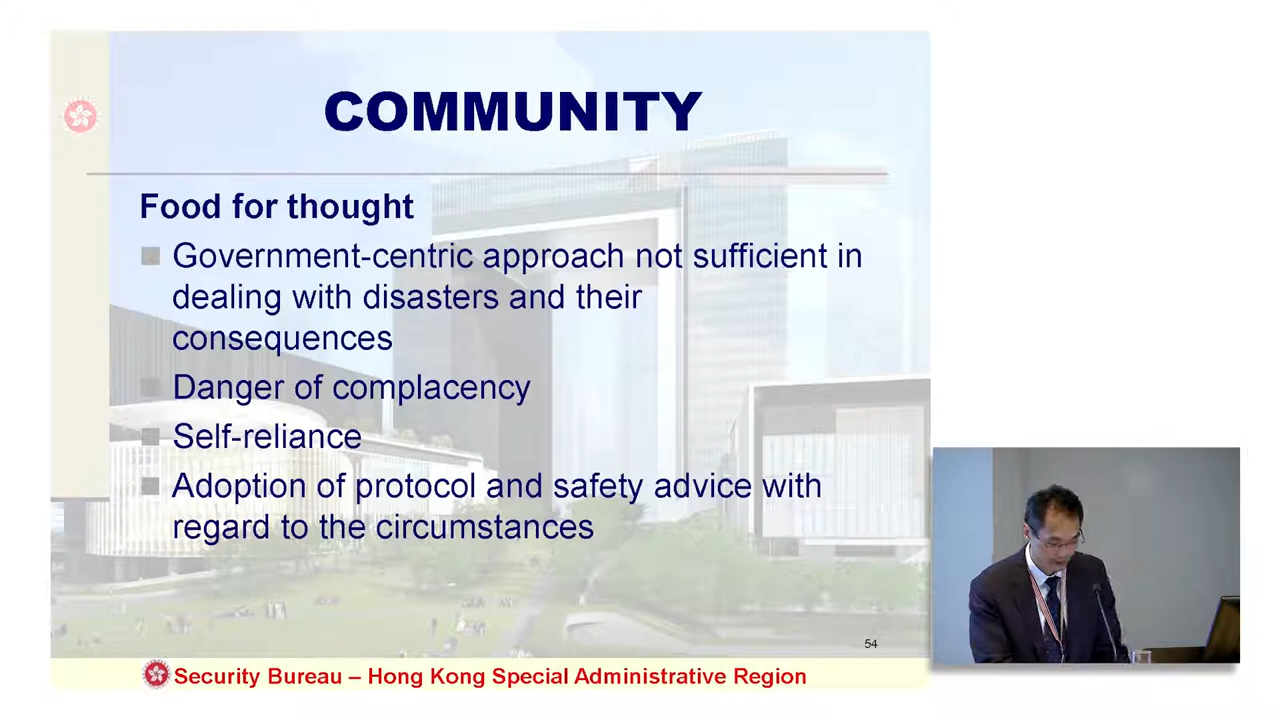 COMMUNITY
Food for thought
Government-centric approach not sufficient in
dealing with disasters and their
consequences
Danger of complacency
Self-reliance
Adoption of protocol and safety advice with
regard to the circumstances
54
Security Bureau – Hong Kong Special Administrative Region